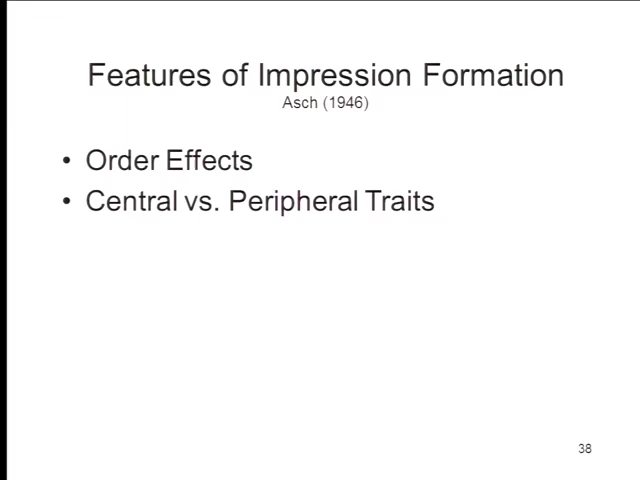 Features of Impression Formation
Asch (1946)
• Order Effects
• Central vs. Peripheral Traits
38